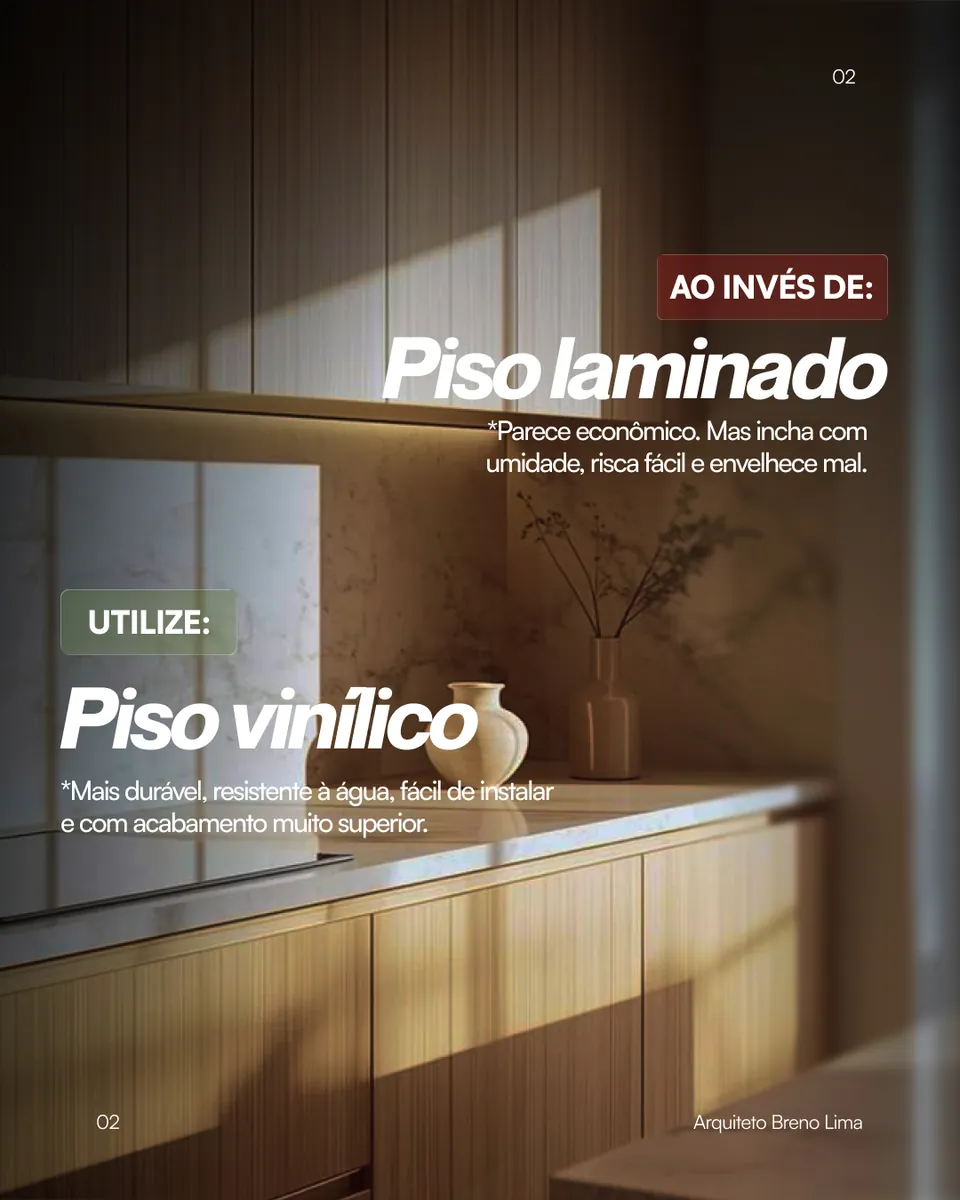 02
AO INVÉS DE:
Piso laminado
*Parece econômico. Mas incha com
umidade, risca fácil e envelhece mal.
UTILIZE:
Piso vinílico
*Mais durável, resistente à água, fácil de instalar
e com acabamento muito superior.
02
Arquiteto Breno Lima